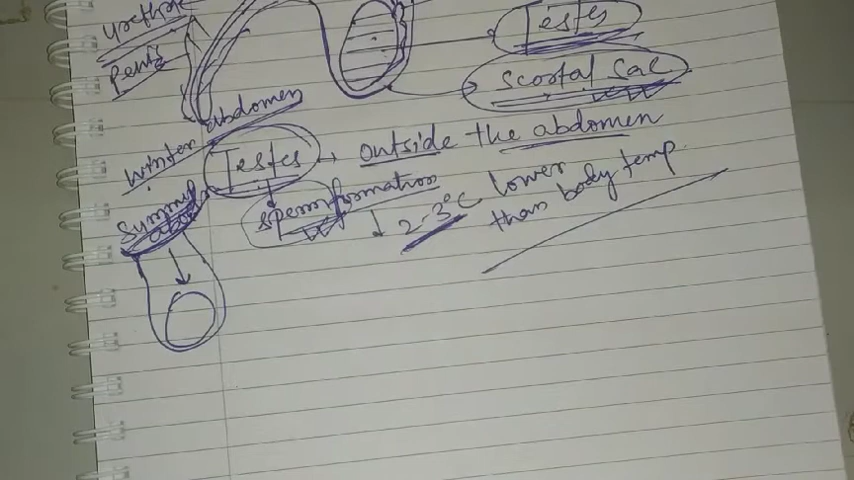 urethra
Penis
Testes
scortal sac
winter abdomen
Testes → outside the abdomen
sperm formation
↓ 2-3°C lower
than body temp
Summer